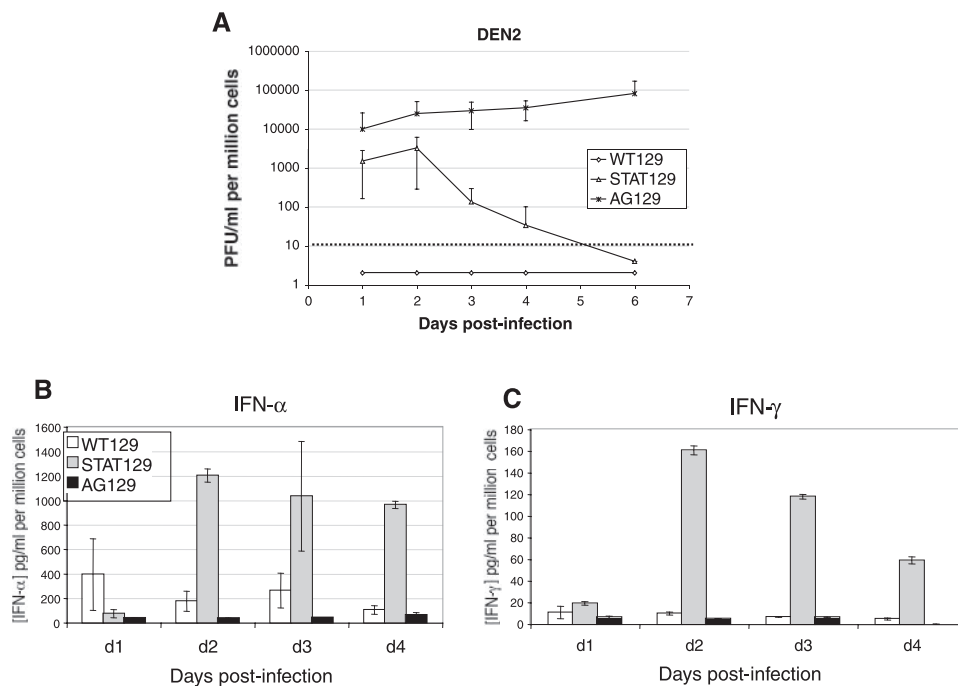 A
DEN2
PFU/ml per million cells
1000000
100000
10000
1000
100
10
1
0 1 2 3 4 5 6 7
Days post-infection
WT129
STAT129
AG129
B
IFN-α
[IFN-α] pg/ml per million cells
1600
1400
1200
1000
800
600
400
200
0
WT129
STAT129
AG129
d1 d2 d3 d4
Days post-infection
C
IFN-γ
[IFN-γ] pg/ml per million cells
180
160
140
120
100
80
60
40
20
0
d1 d2 d3 d4
Days post-infection